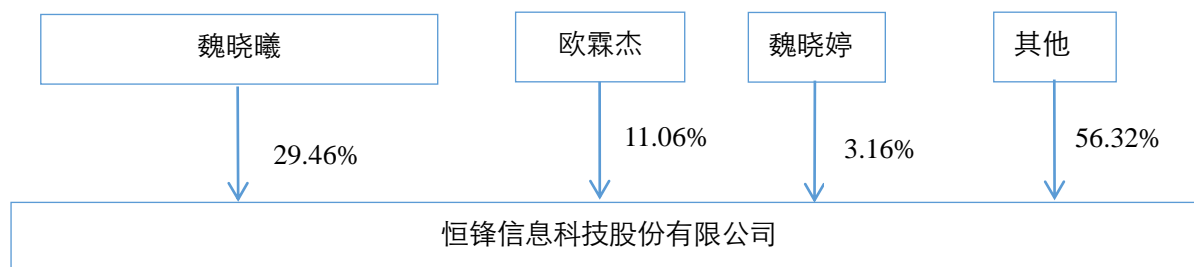 魏晓曦
欧霖杰
魏晓婷
其他
29.46%
11.06%
3.16%
56.32%
恒锋信息科技股份有限公司